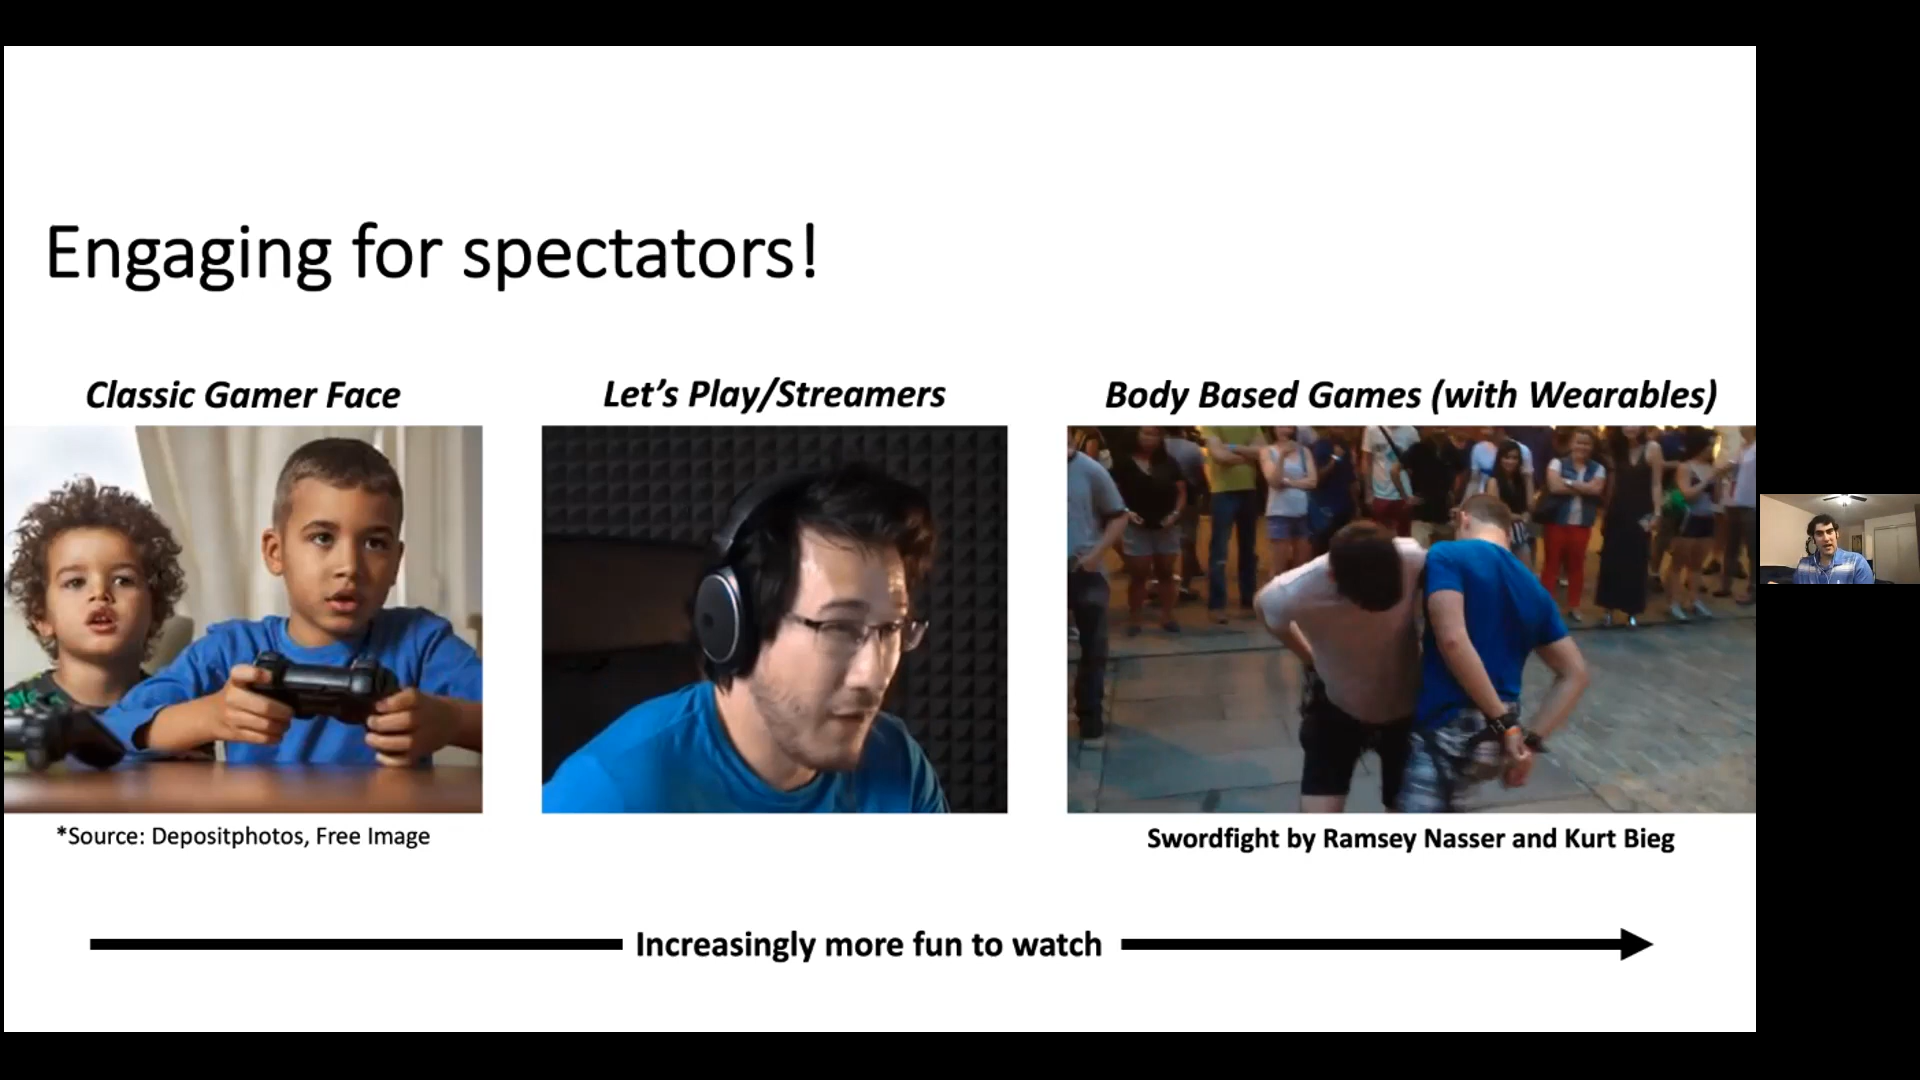 Engaging for spectators!
Classic Gamer Face
Let’s Play/Streamers
Body Based Games (with Wearables)
*Source: Depositphotos, Free Image
Swordfight by Ramsey Nasser and Kurt Bieg
Increasingly more fun to watch